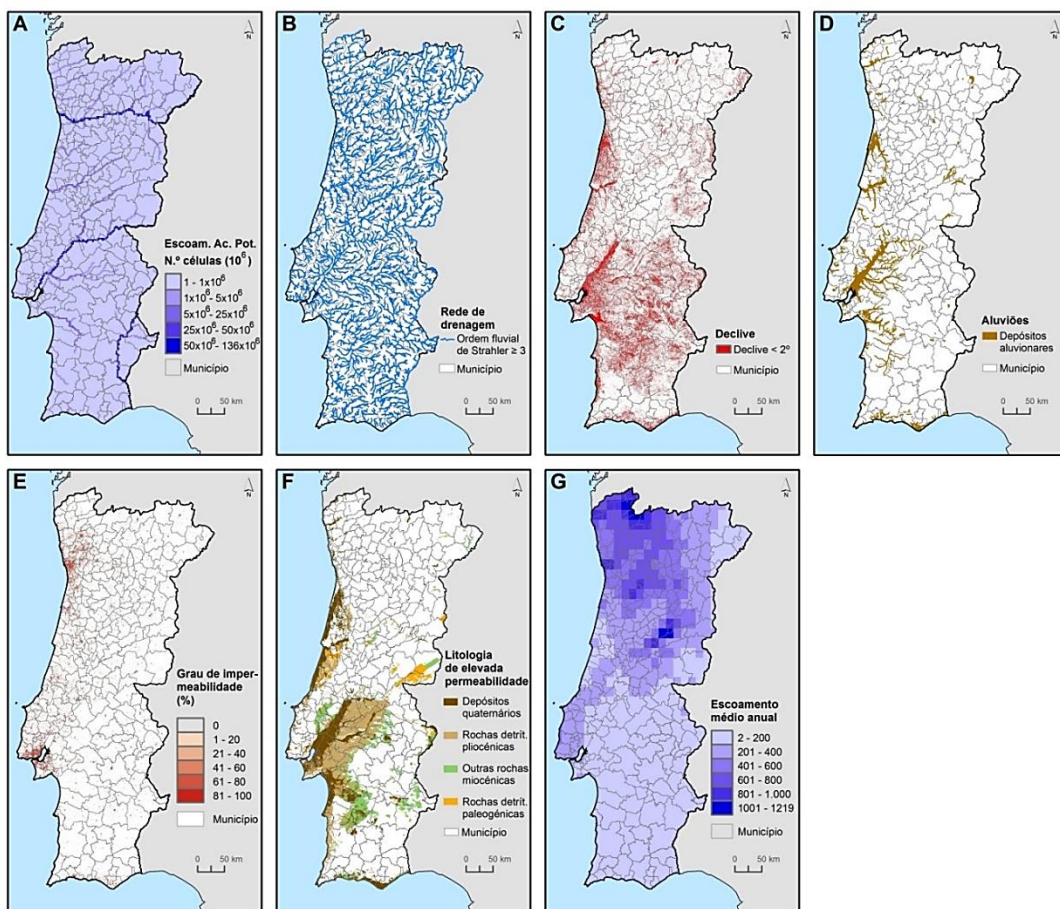 A
N
Escoam. Ac. Pot.
N.º células (10⁶)
1 - 1x10⁶
1x10⁶- 5x10⁶
5x10⁶- 25x10⁶
25x10⁶- 50x10⁶
50x10⁶- 136x10⁶
Município
0 50 km
B
N
Rede de
drenagem
Ordem fluvial
de Strahler ≥ 3
Município
0 50 km
C
N
Declive
Declive < 2º
Município
0 50 km
D
N
Aluviões
Depósitos
aluvionares
Município
0 50 km
E
N
Grau de imper-
meabilidade
(%)
0
1 - 20
21 - 40
41 - 60
61 - 80
81 - 100
Município
0 50 km
F
N
Litologia
de elevada
permeabilidade
Depósitos
quaternários
Rochas detrít.
pliocénicas
Outras rochas
miocénicas
Rochas detrít.
paleogénicas
Município
0 50 km
G
N
Escoamento
médio anual
2 - 200
201 - 400
401 - 600
601 - 800
801 - 1.000
1001 - 1219
Município
0 50 km